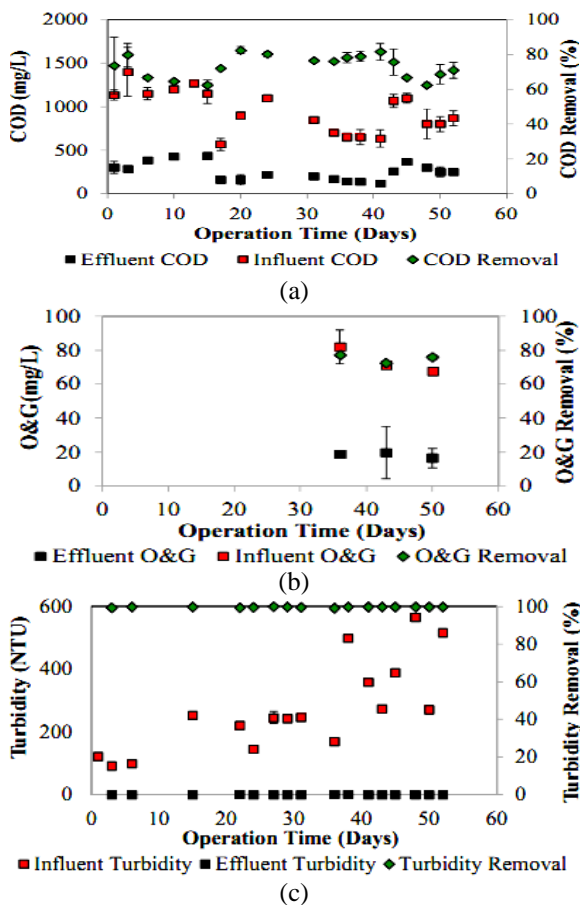 2000
1500
1000
500
0
COD (mg/L)
100
80
60
40
20
0
COD Removal (%)
0 10 20 30 40 50 60
Operation Time (Days)
Effluent COD Influent COD COD Removal
(a)
100
80
60
40
20
0
O&G(mg/L)
100
80
60
40
20
0
O&G Removal (%)
0 10 20 30 40 50 60
Operation Time (Days)
Effluent O&G Influent O&G O&G Removal
(b)
600
400
200
0
Turbidity (NTU)
100
80
60
40
20
0
Turbidity Removal (%)
0 10 20 30 40 50 60
Operation Time (Days)
Influent Turbidity Effluent Turbidity Turbidity Removal
(c)